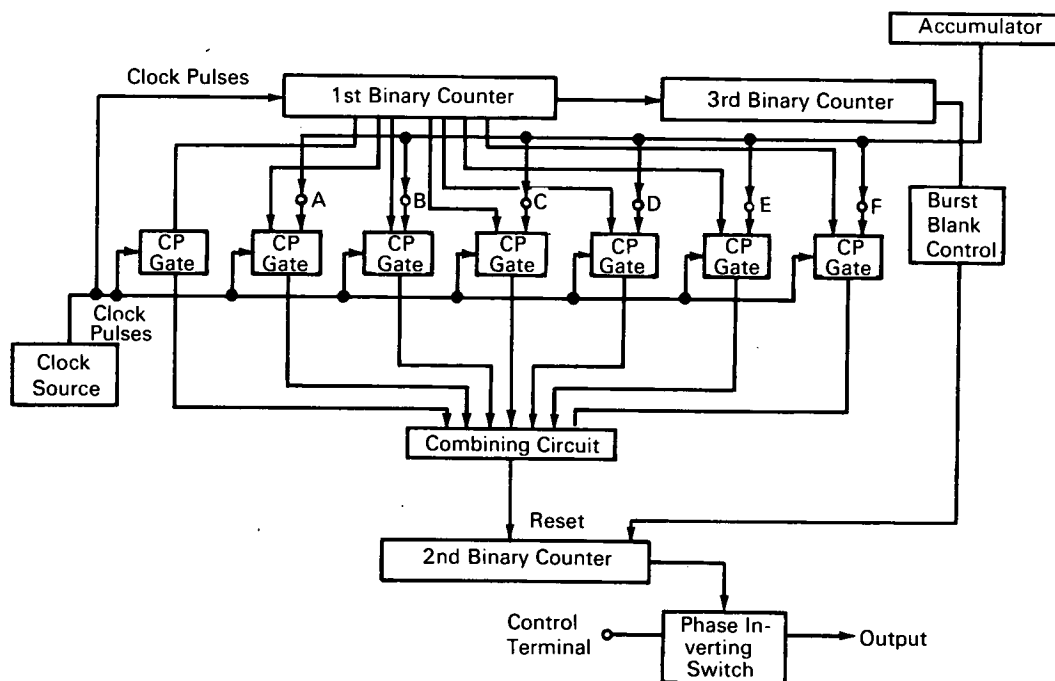 Accumulator
Clock Pulses
1st Binary Counter
3rd Binary Counter
A
B
C
D
E
F
CP
Gate
CP
Gate
CP
Gate
CP
Gate
CP
Gate
CP
Gate
CP
Gate
Burst
Blank
Control
Clock
Pulses
Clock
Source
Combining Circuit
Reset
2nd Binary Counter
Control
Terminal
Phase In-
verting
Switch
Output